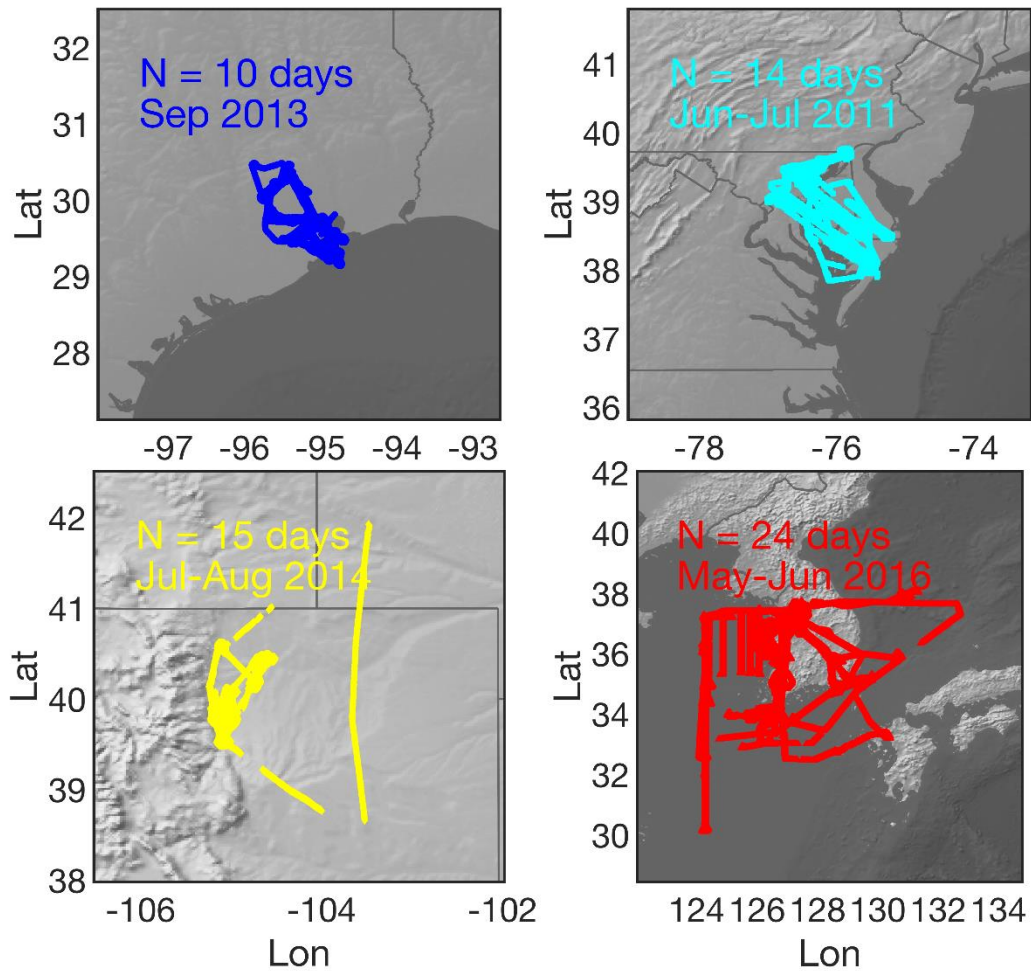 32
31
30
29
28
Lat
N = 10 days
Sep 2013
-97 -96 -95 -94 -93
41
40
39
38
37
36
N = 14 days
Jun-Jul 2011
-78 -76 -74
42
41
40
39
38
Lat
N = 15 days
Jul-Aug 2014
-106 -104 -102
Lon
42
40
38
36
34
32
30
Lat
N = 24 days
May-Jun 2016
124 126 128 130 132 134
Lon